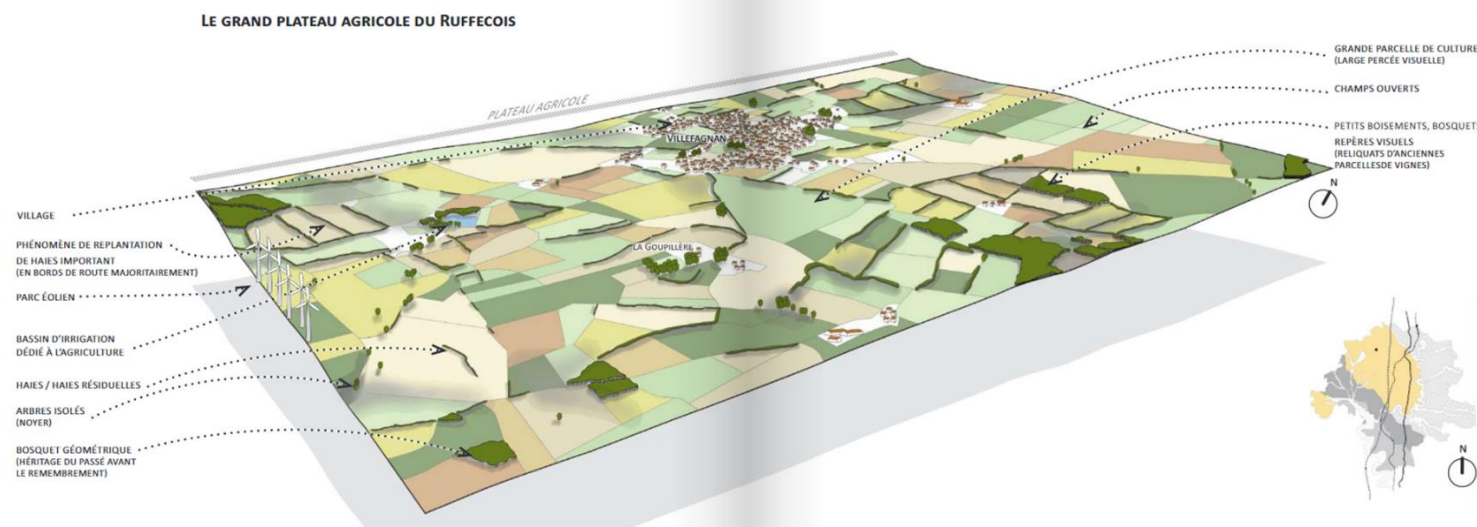 LE GRAND PLATEAU AGRICOLE DU RUFFECOIS
PLATEAU AGRICOLE
VILLEFAGNAN
LA GOUPILLÈRE
VILLAGE
PHÉNOMÈNE DE REPLANTATION
DE HAIES IMPORTANT
(EN BORDS DE ROUTE MAJORITAIREMENT)
PARC ÉOLIEN
BASSIN D'IRRIGATION
DÉDIÉ À L'AGRICULTURE
HAIES / HAIES RÉSIDUELLES
ARBRES ISOLÉS
(NOYER)
BOSQUET GÉOMÉTRIQUE
(HÉRITAGE DU PASSÉ AVANT
LE REMEMBREMENT)
GRANDE PARCELLE DE CULTURE
(LARGE PERCÉE VISUELLE)
CHAMPS OUVERTS
PETITS BOISEMENTS, BOSQUETS
REPÈRES VISUELS
(RELIQUATS D'ANCIENNES
PARCELLESDE VIGNES)
N
N